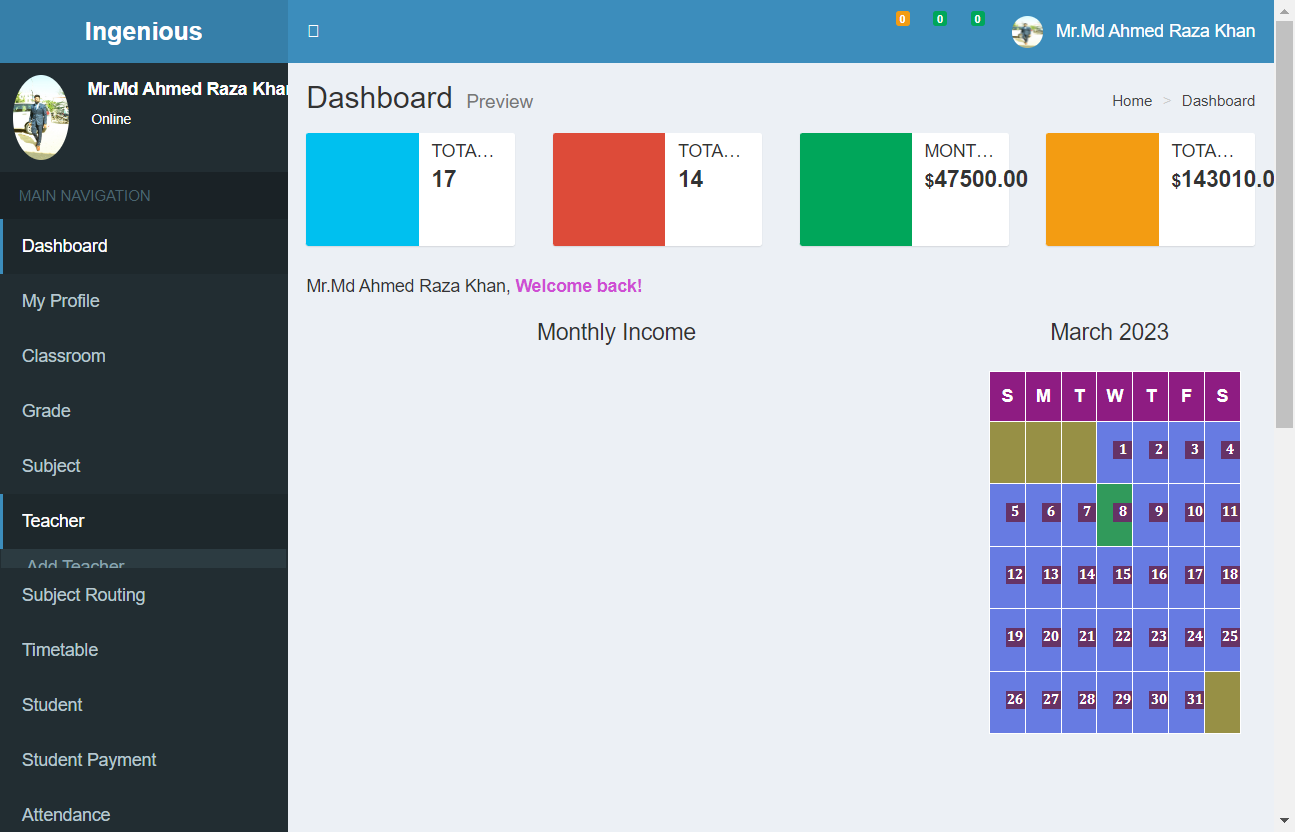 Ingenious
0 0 0
Mr.Md Ahmed Raza Khan
Mr.Md Ahmed Raza Khan
Online
MAIN NAVIGATION
Dashboard
My Profile
Classroom
Grade
Subject
Teacher
Add Teacher
Subject Routing
Timetable
Student
Student Payment
Attendance
Dashboard Preview
Home > Dashboard
TOTA…
17
TOTA…
14
MONT…
$47500.00
TOTA…
$143010.0
Mr.Md Ahmed Raza Khan, Welcome back!
Monthly Income
March 2023
S M T W T F S
1 2 3 4
5 6 7 8 9 10 11
12 13 14 15 16 17 18
19 20 21 22 23 24 25
26 27 28 29 30 31